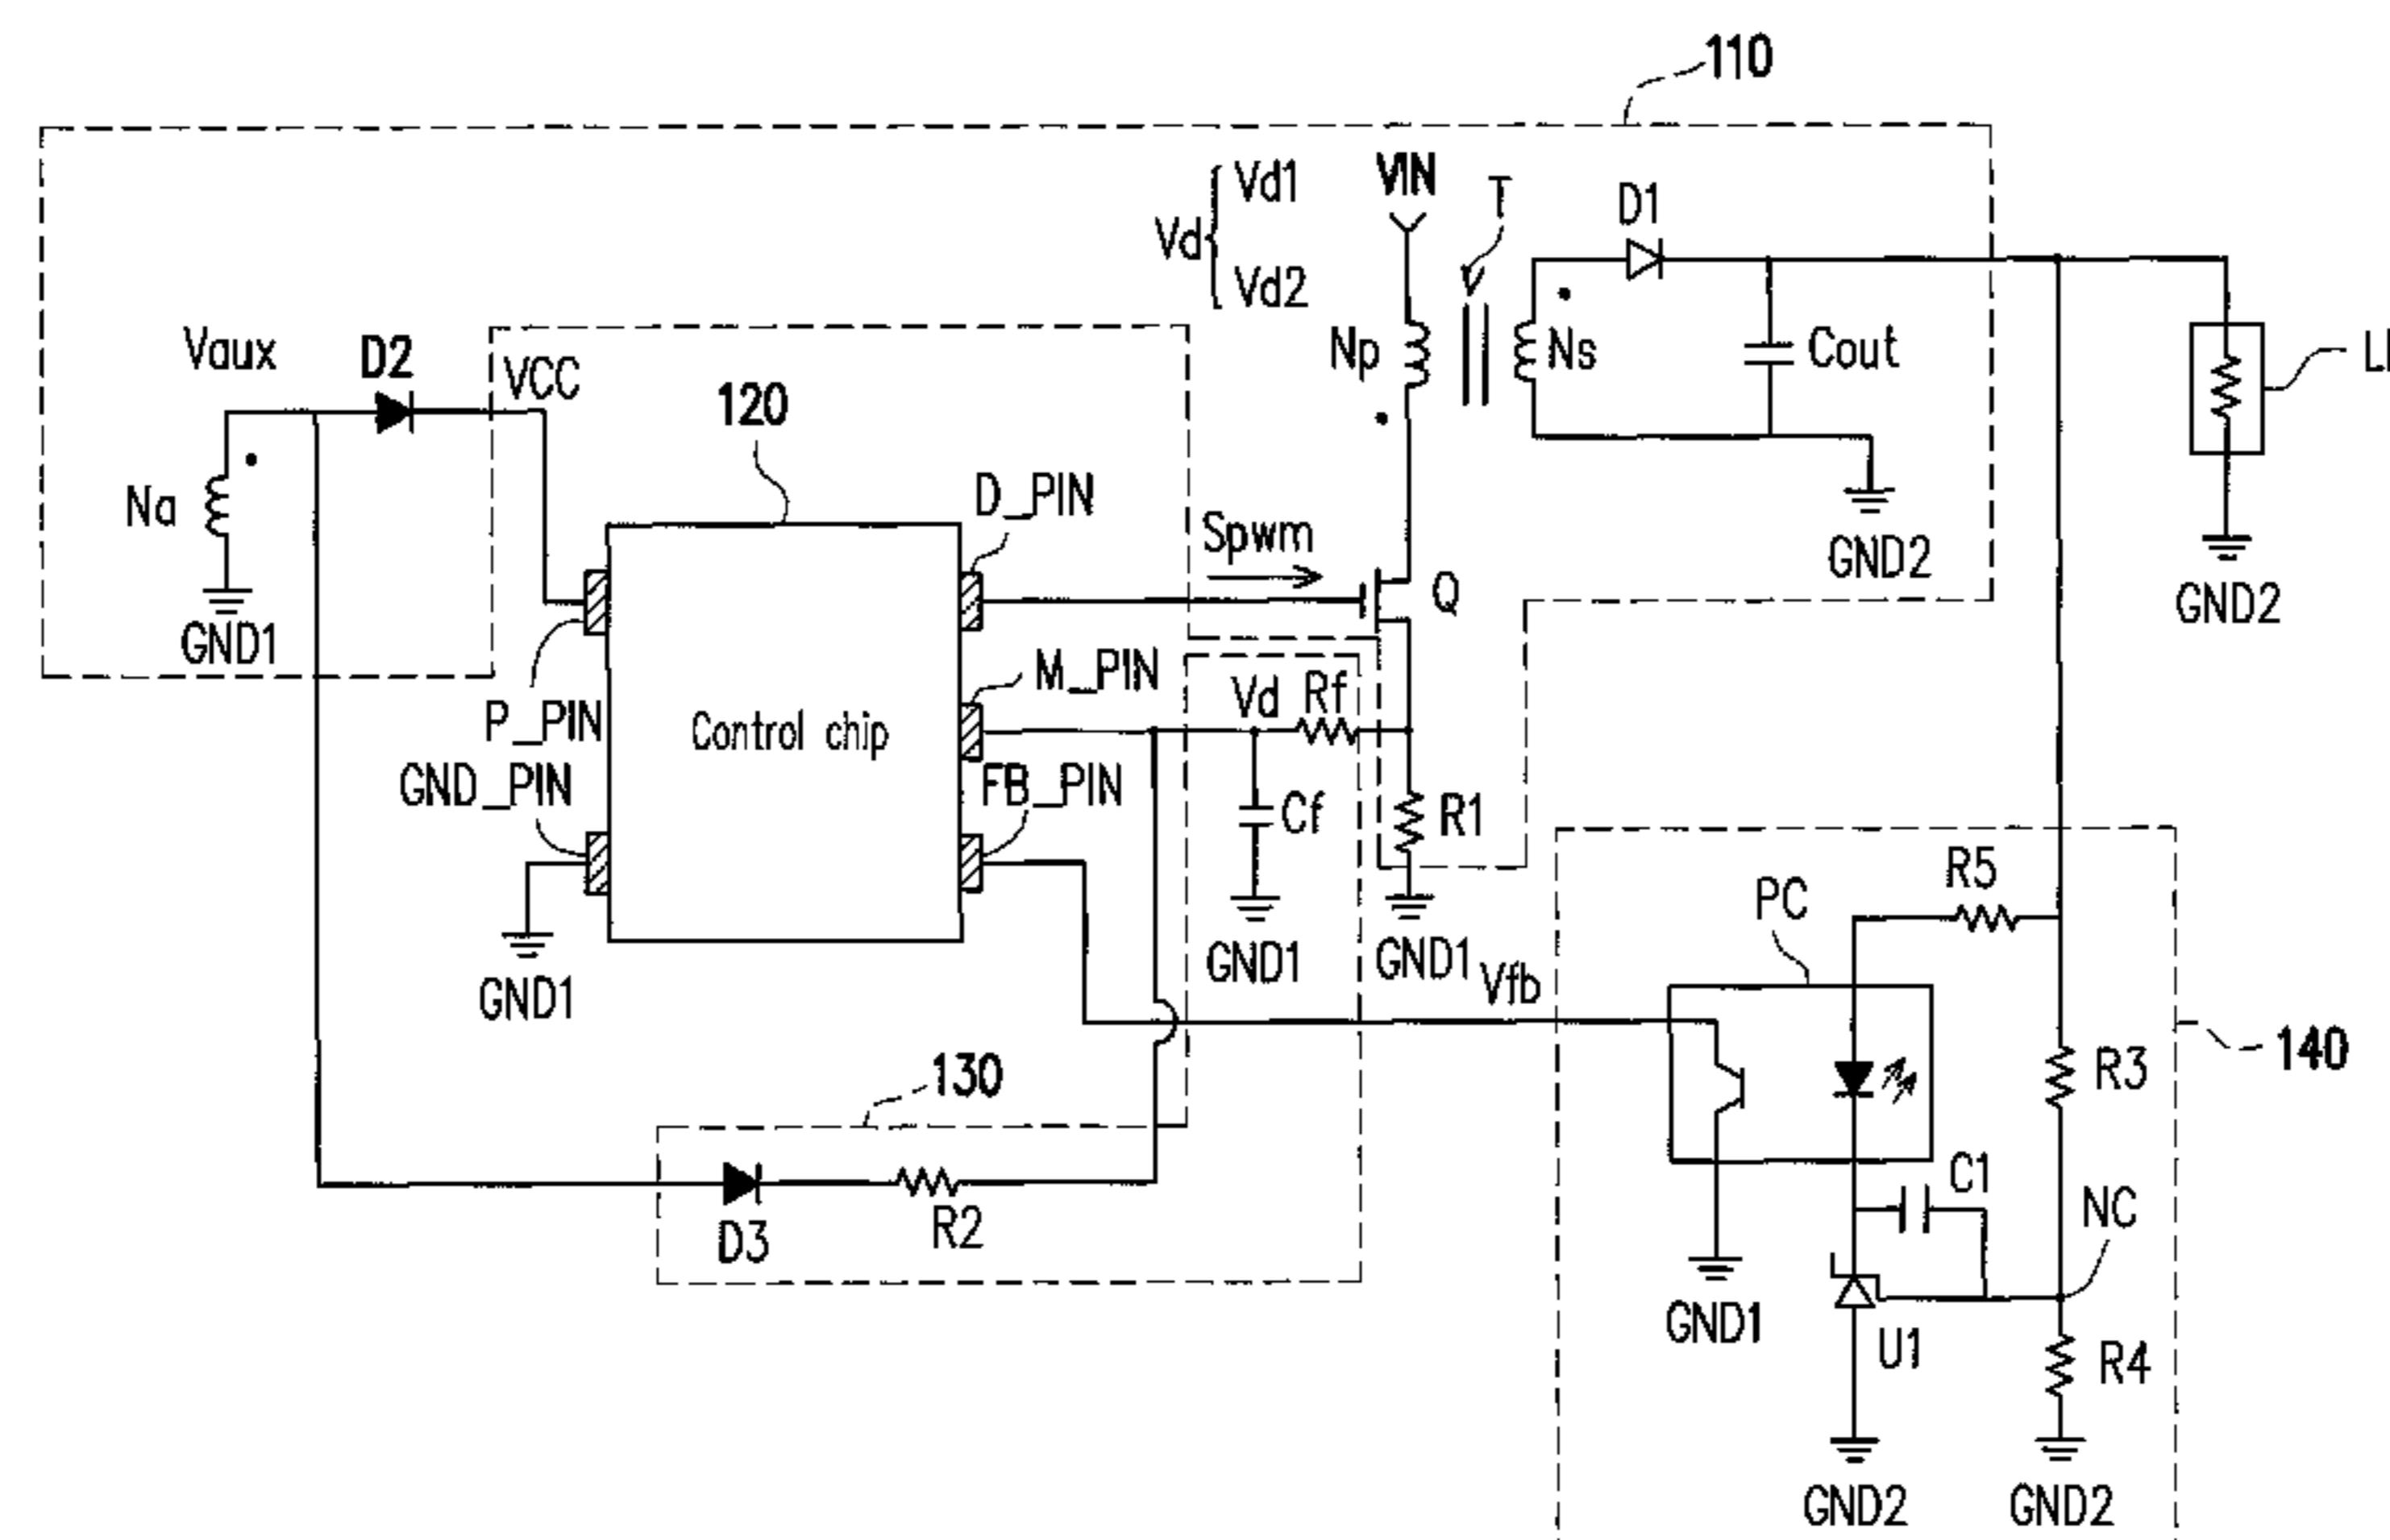 110
Vd1
VIN
T
D1
Vd
Vd2
Vaux
D2
VCC
Np
Ns
Cout
120
Na
D_PIN
Spwm
Q
GND2
GND1
GND2
M_PIN
P_PIN
Control chip
Vd
Rf
GND_PIN
FB_PIN
Cf
R1
R5
PC
GND1
GND1
GND1
Vfb
130
140
R3
C1
NC
D3
R2
GND1
U1
R4
GND2
GND2